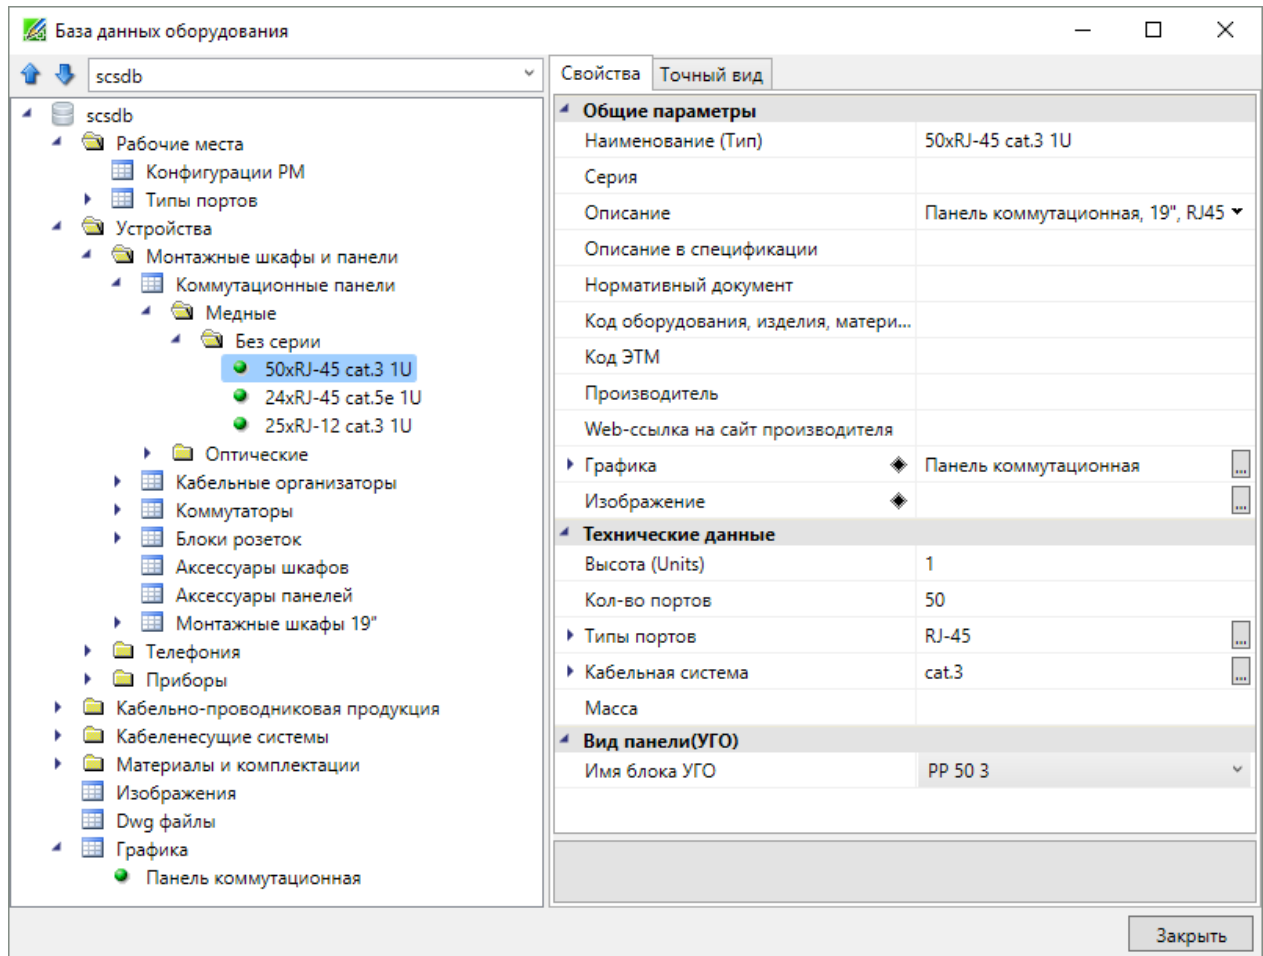 База данных оборудования
scsdb
scsdb
Рабочие места
Конфигурации РМ
Типы портов
Устройства
Монтажные шкафы и панели
Коммутационные панели
Медные
Без серии
50xRJ-45 cat.3 1U
24xRJ-45 cat.5e 1U
25xRJ-12 cat.3 1U
Оптические
Кабельные организаторы
Коммутаторы
Блоки розеток
Аксессуары шкафов
Аксессуары панелей
Монтажные шкафы 19"
Телефония
Приборы
Кабельно-проводниковая продукция
Кабеленесущие системы
Материалы и комплектации
Изображения
Dwg файлы
Графика
Панель коммутационная
Свойства Точный вид
Общие параметры
Наименование (Тип) 50xRJ-45 cat.3 1U
Серия
Описание Панель коммутационная, 19", RJ45
Описание в спецификации
Нормативный документ
Код оборудования, изделия, матери...
Код ЭТМ
Производитель
Web-ссылка на сайт производителя
Графика Панель коммутационная ...
Изображение ...
Технические данные
Высота (Units) 1
Кол-во портов 50
Типы портов RJ-45 ...
Кабельная система cat.3 ...
Масса
Вид панели(УГО)
Имя блока УГО PP 50 3
Закрыть